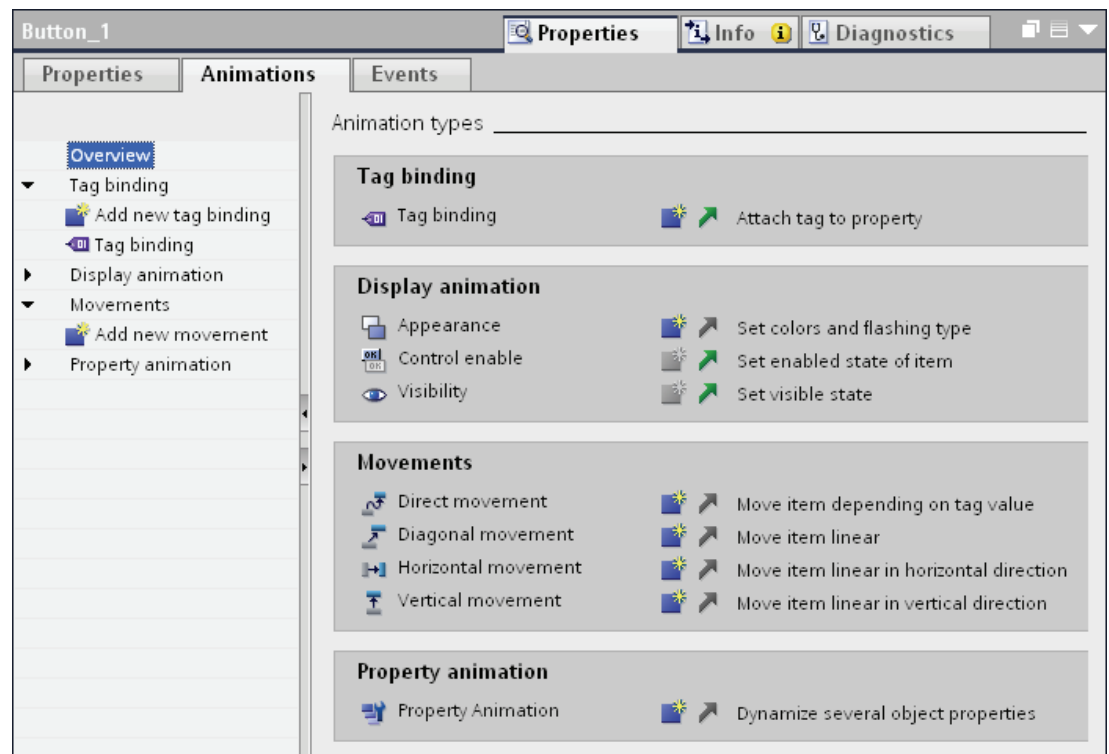 Button_1
Properties Info Diagnostics
Properties Animations Events
Overview
Tag binding
Add new tag binding
Tag binding
Display animation
Movements
Add new movement
Property animation
Animation types
Tag binding
Tag binding Attach tag to property
Display animation
Appearance Set colors and flashing type
Control enable Set enabled state of item
Visibility Set visible state
Movements
Direct movement Move item depending on tag value
Diagonal movement Move item linear
Horizontal movement Move item linear in horizontal direction
Vertical movement Move item linear in vertical direction
Property animation
Property Animation Dynamize several object properties